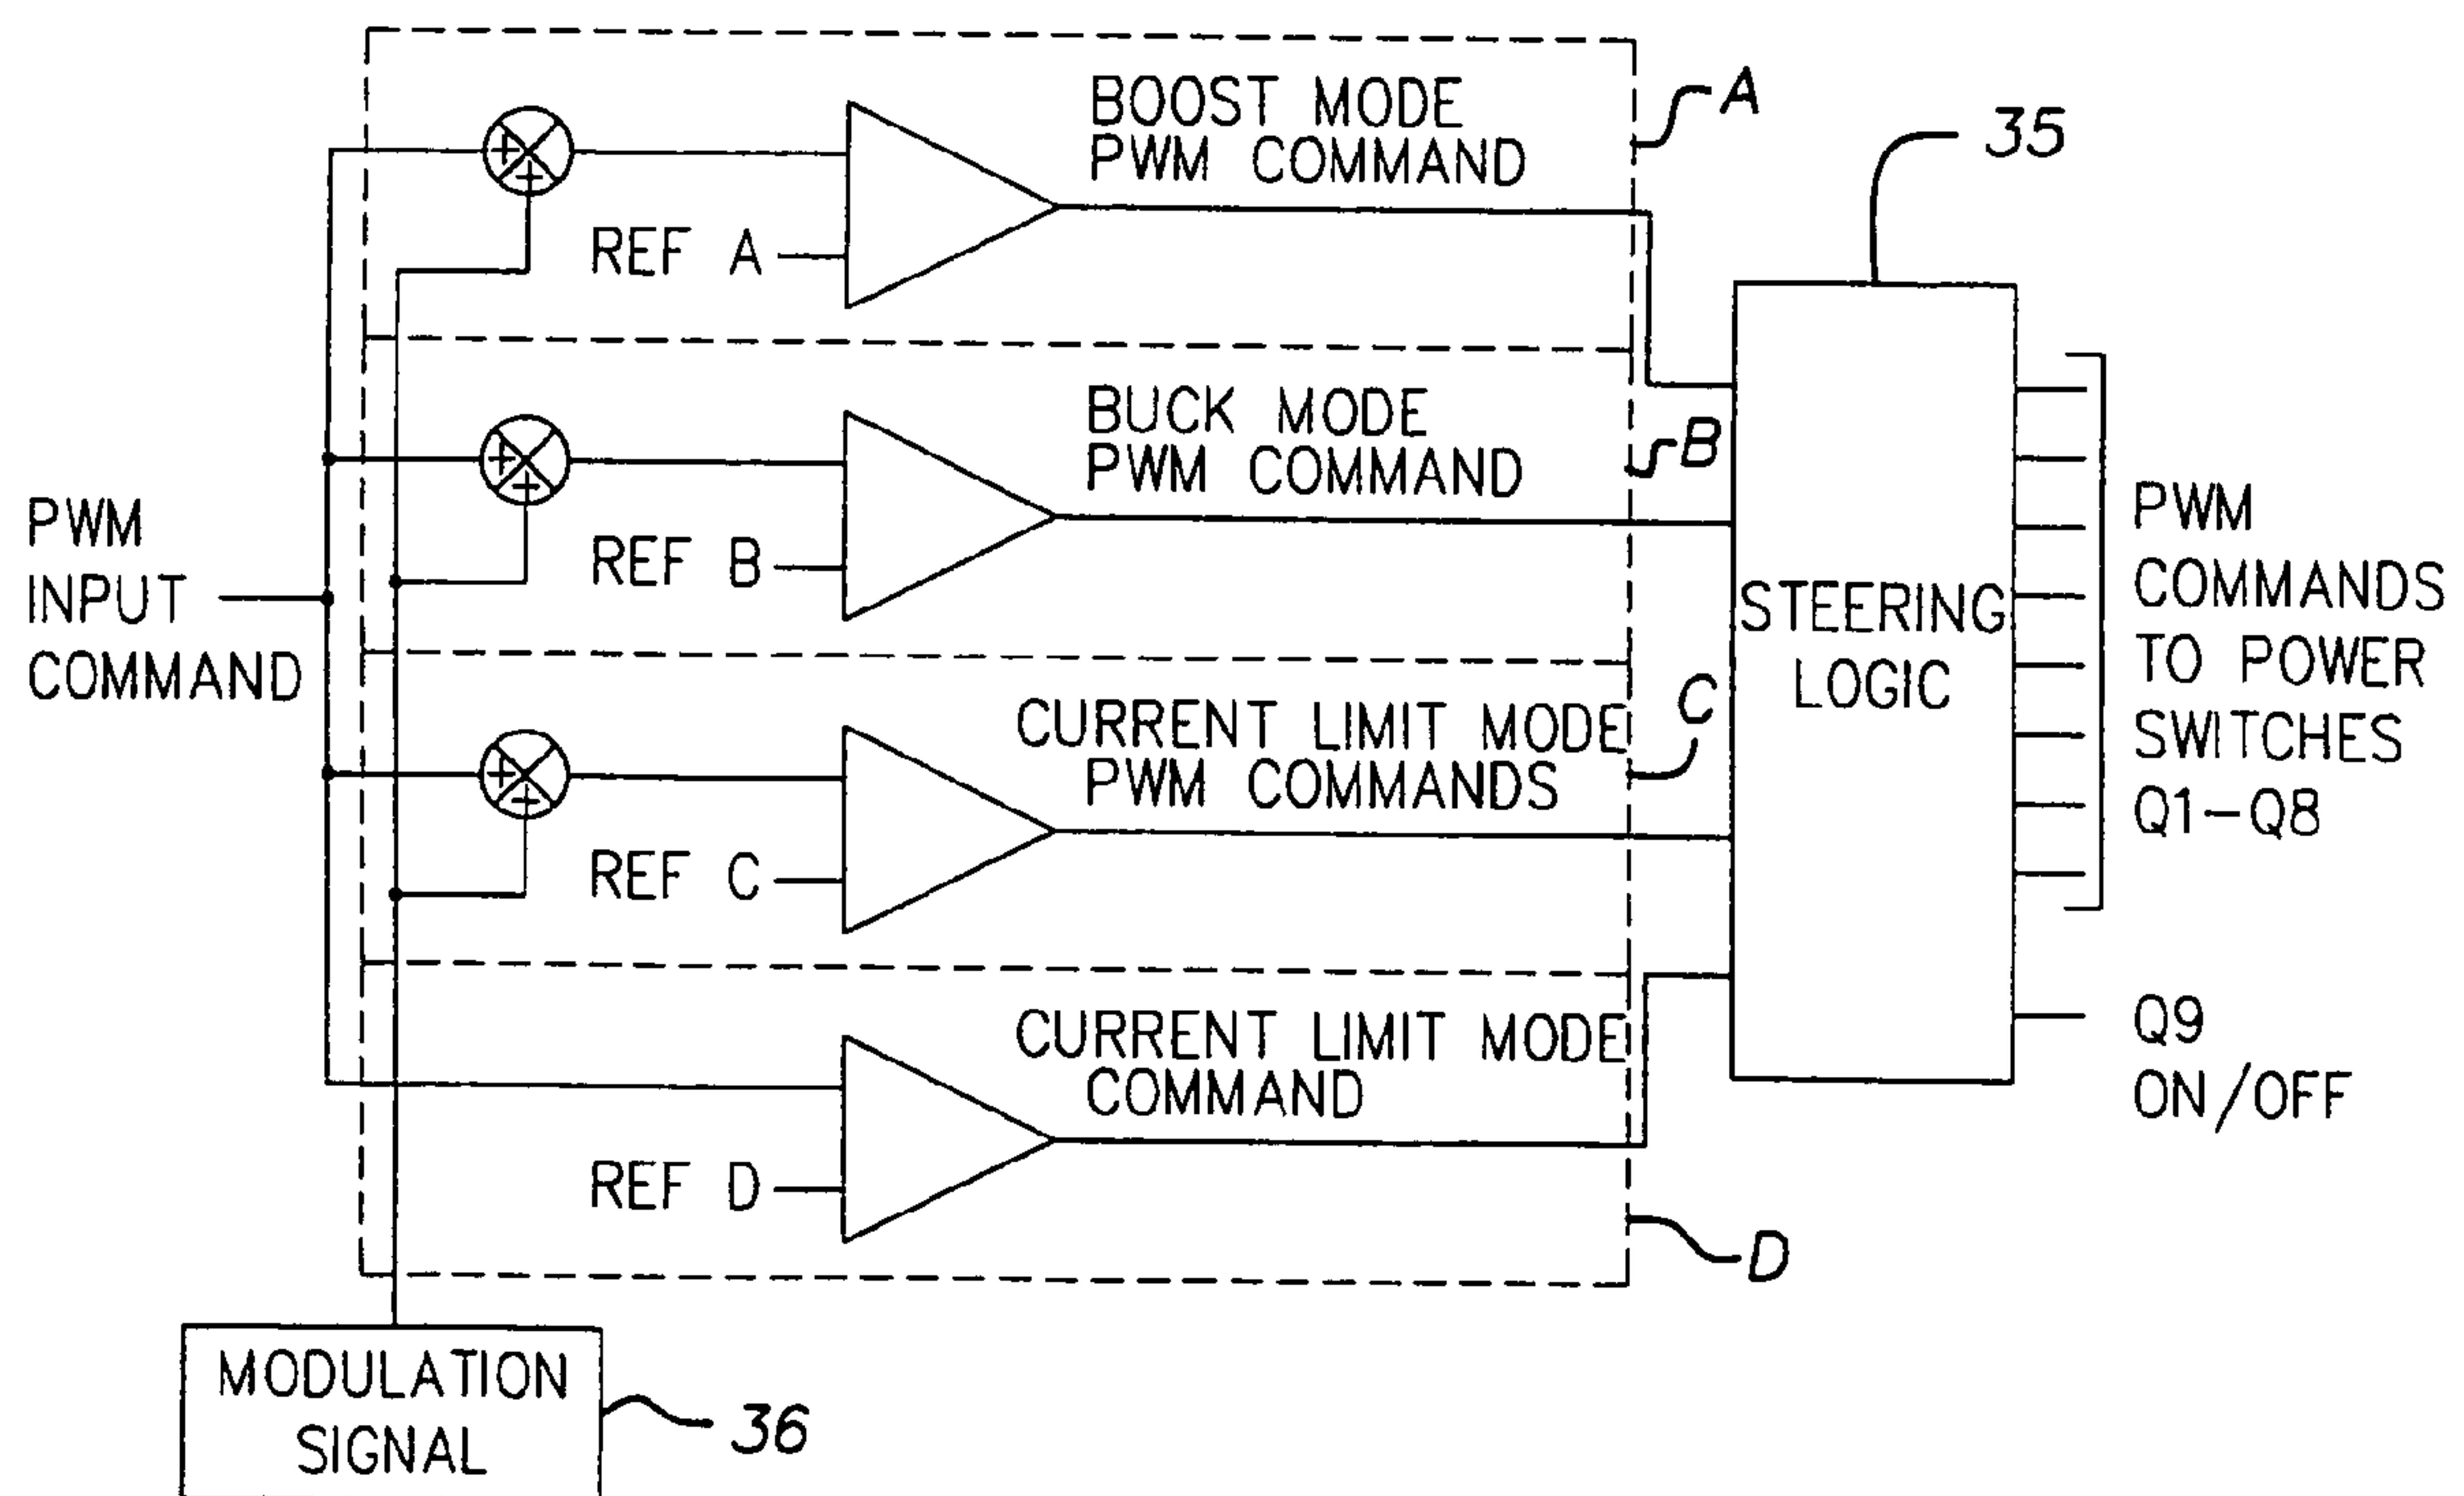 BOOST MODE
PWM COMMAND
A
35
REF A
BUCK MODE
PWM COMMAND
B
REF B
PWM
INPUT
COMMAND
CURRENT LIMIT MODE
PWM COMMANDS
C
REF C
STEERING
LOGIC
PWM
COMMANDS
TO POWER
SWITCHES
Q1-Q8
CURRENT LIMIT MODE
COMMAND
REF D
D
Q9
ON/OFF
MODULATION
SIGNAL
36